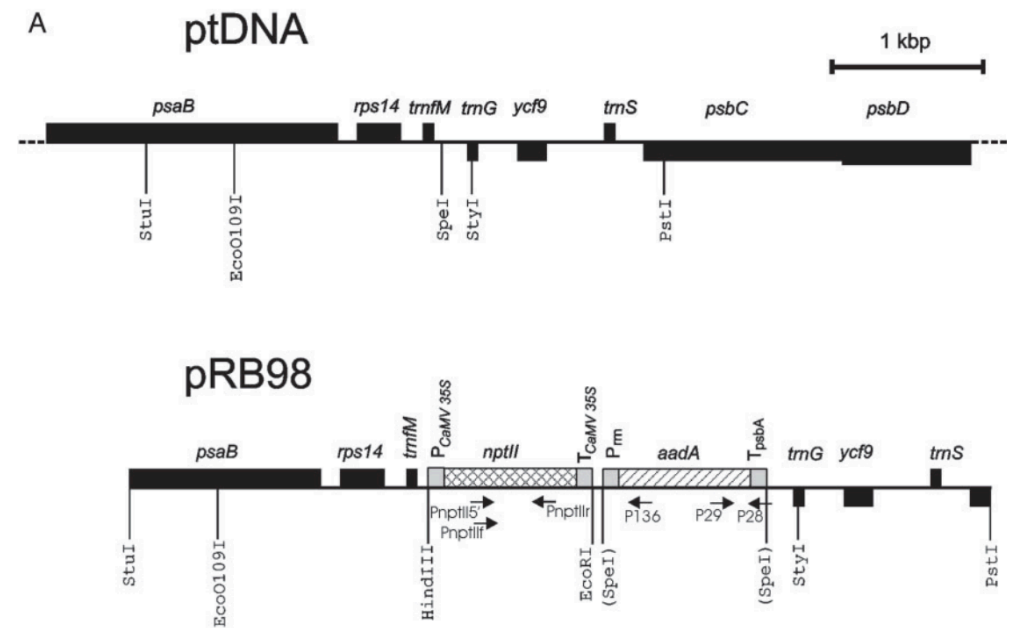 A
ptDNA
1 kbp
psaB rps14 trnfM trnG ycf9 trnS psbC psbD
StuI EcoO109I SpeI StyI PstI
pRB98
psaB rps14 trnfM P CaMV 35S nptII T CaMV 35S Prrn aadA TpsbA trnG ycf9 trnS
PnptII5' PnptIIr P136 P29 P28
PnptIIf
StuI EcoO109I HindIII EcoRI (SpeI) (SpeI) StyI PstI